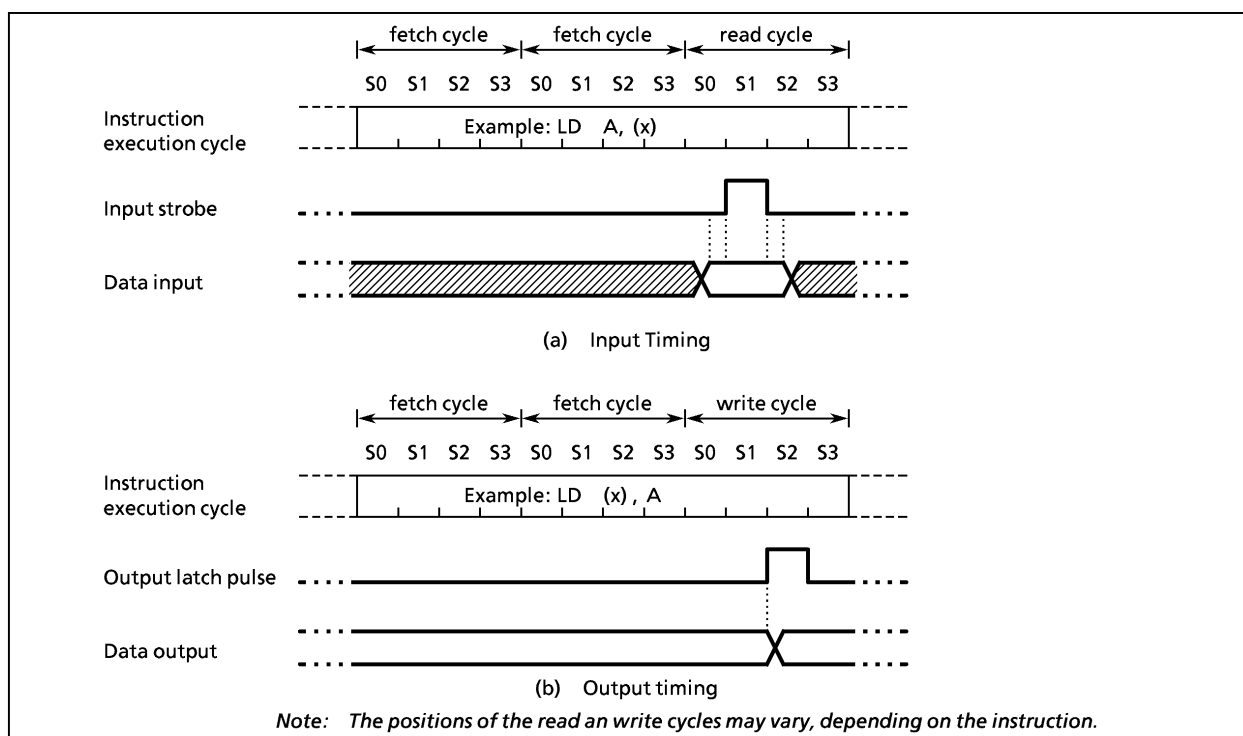 fetch cycle fetch cycle read cycle
S0 S1 S2 S3 S0 S1 S2 S3 S0 S1 S2 S3
Instruction
execution cycle
Example: LD A, (x)
Input strobe
Data input
(a) Input Timing
fetch cycle fetch cycle write cycle
S0 S1 S2 S3 S0 S1 S2 S3 S0 S1 S2 S3
Instruction
execution cycle
Example: LD (x) , A
Output latch pulse
Data output
(b) Output timing
Note: The positions of the read an write cycles may vary, depending on the instruction.